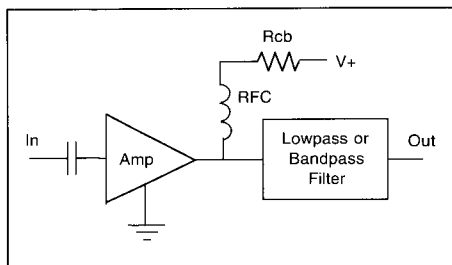 Rcb
V+
RFC
In
Amp
Lowpass or
Bandpass
Filter
Out